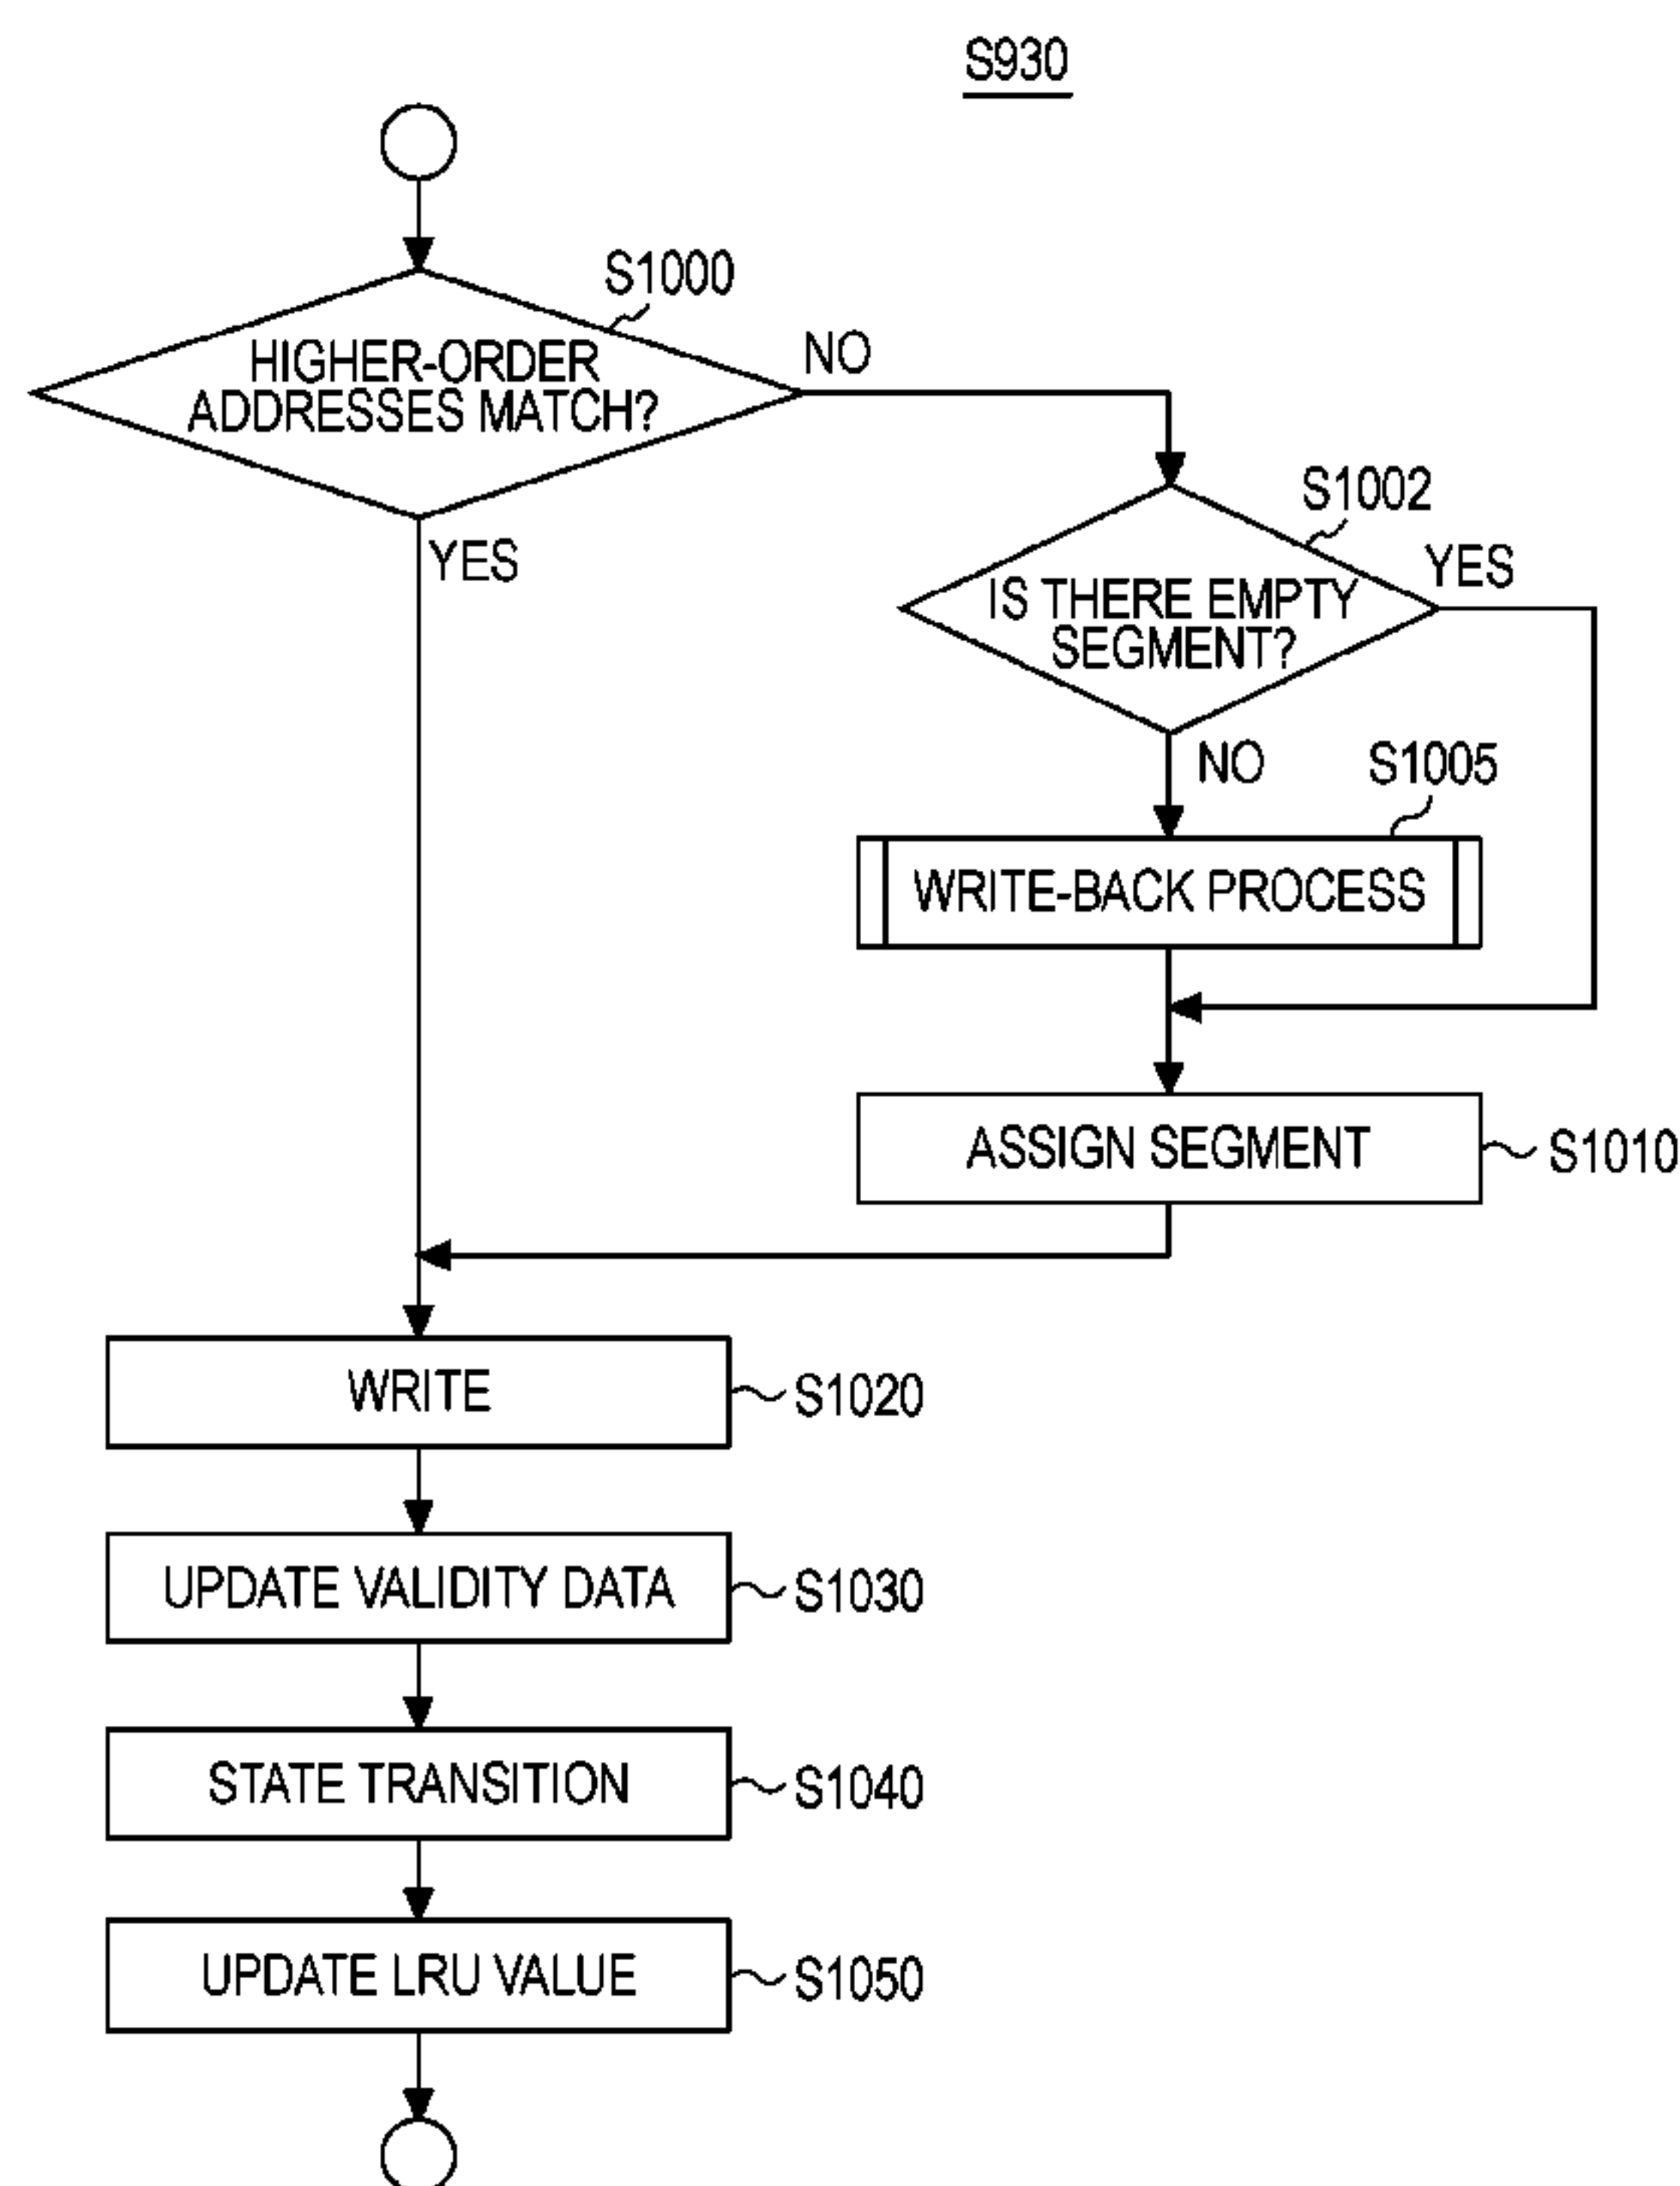 S930
S1000
HIGHER-ORDER
ADDRESSES MATCH?
NO
YES
S1002
IS THERE EMPTY
SEGMENT?
YES
NO
S1005
WRITE-BACK PROCESS
ASSIGN SEGMENT
S1010
WRITE
S1020
UPDATE VALIDITY DATA
S1030
STATE TRANSITION
S1040
UPDATE LRU VALUE
S1050